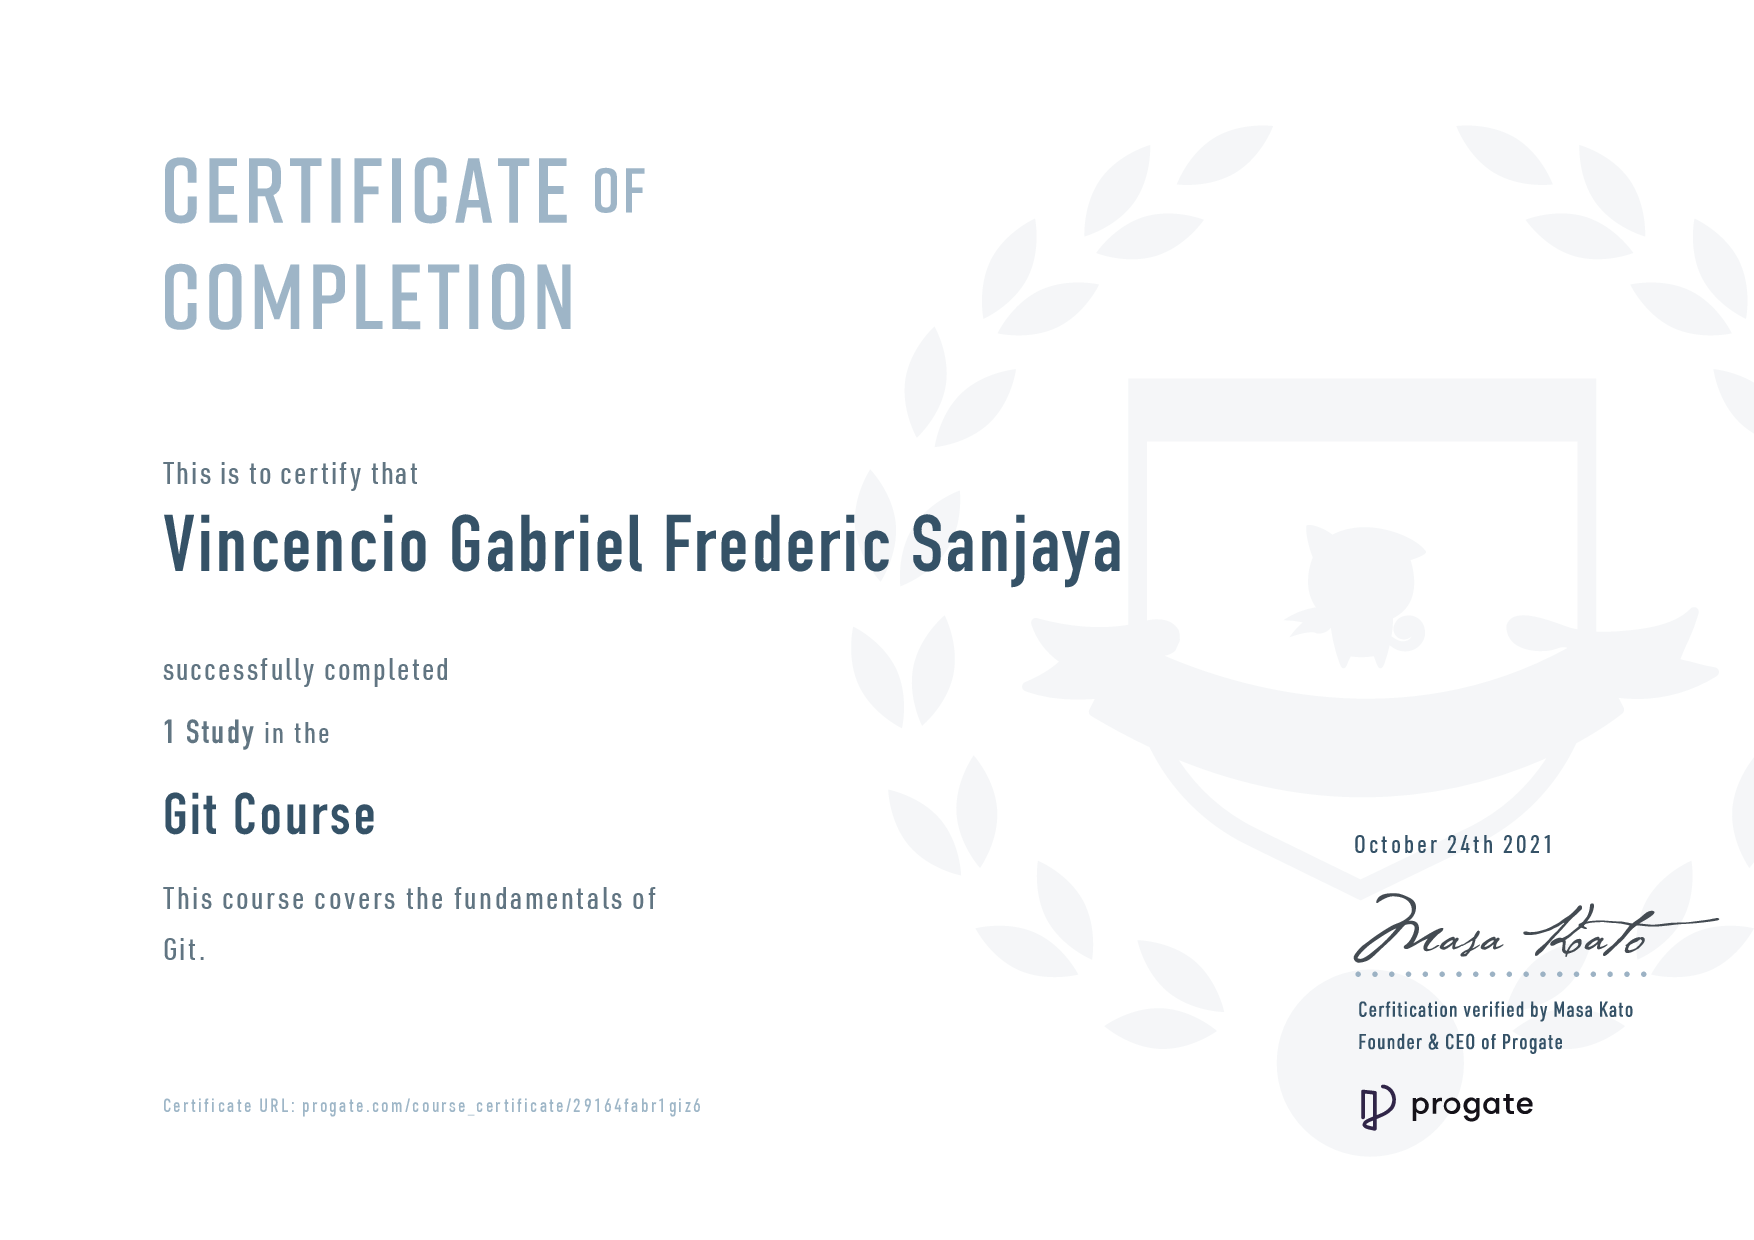 CERTIFICATE OF
COMPLETION
This is to certify that
Vincencio Gabriel Frederic Sanjaya
successfully completed
1 Study in the
Git Course
This course covers the fundamentals of
Git.
October 24th 2021
Masa Kato
Cerfitication verified by Masa Kato
Founder & CEO of Progate
Certificate URL: progate.com/course_certificate/29164fabr1giz6
progate